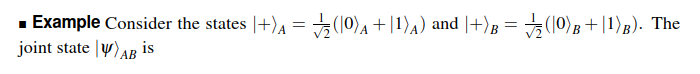 ▪ Example Consider the states |+⟩_A = 1/√2(|0⟩_A + |1⟩_A) and |+⟩_B = 1/√2(|0⟩_B + |1⟩_B). The
joint state |ψ⟩_AB is